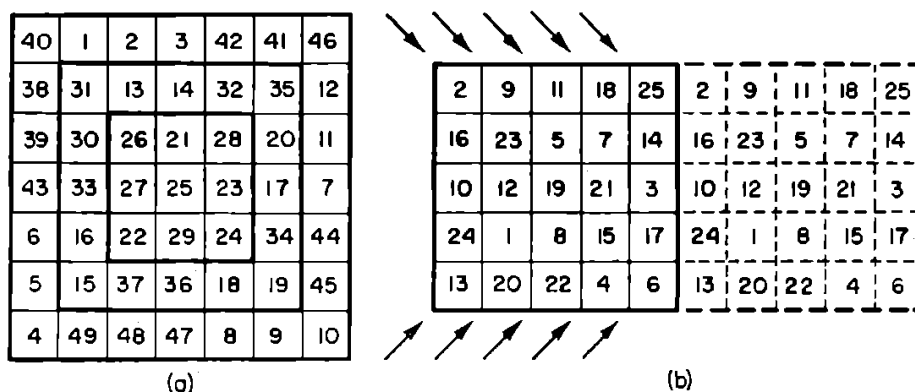 40 1 2 3 42 41 46
38 31 13 14 32 35 12
39 30 26 21 28 20 11
43 33 27 25 23 17 7
6 16 22 29 24 34 44
5 15 37 36 18 19 45
4 49 48 47 8 9 10
(a)
2 9 11 18 25 2 9 11 18 25
16 23 5 7 14 16 23 5 7 14
10 12 19 21 3 10 12 19 21 3
24 1 8 15 17 24 1 8 15 17
13 20 22 4 6 13 20 22 4 6
(b)